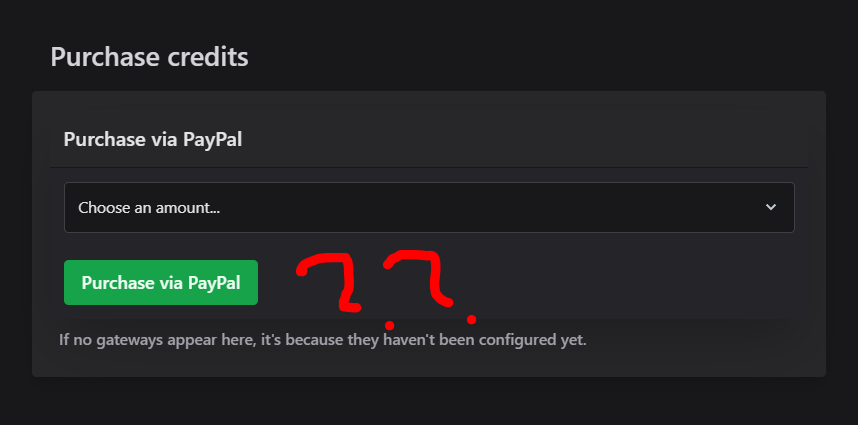 Purchase credits
Purchase via PayPal
Choose an amount...
Purchase via PayPal
??
If no gateways appear here, it's because they haven't been configured yet.